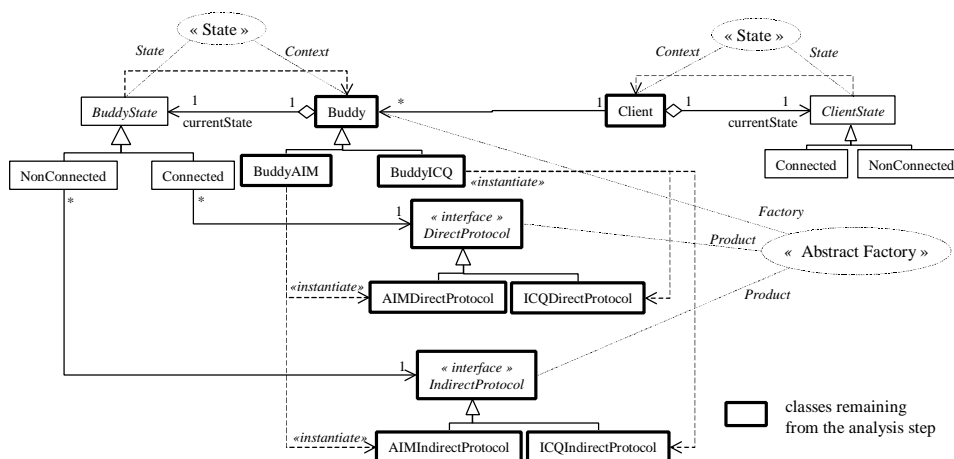 « State »
« State »
State
Context
Context
State
BuddyState
1
currentState
1
Buddy
*
1
Client
1
currentState
1
ClientState
NonConnected
Connected
BuddyAIM
BuddyICQ
Connected
NonConnected
*
*
«instantiate»
1
« interface »
DirectProtocol
Factory
Product
« Abstract Factory »
«instantiate»
AIMDirectProtocol
ICQDirectProtocol
Product
1
« interface »
IndirectProtocol
«instantiate»
AIMIndirectProtocol
ICQIndirectProtocol
classes remaining
from the analysis step